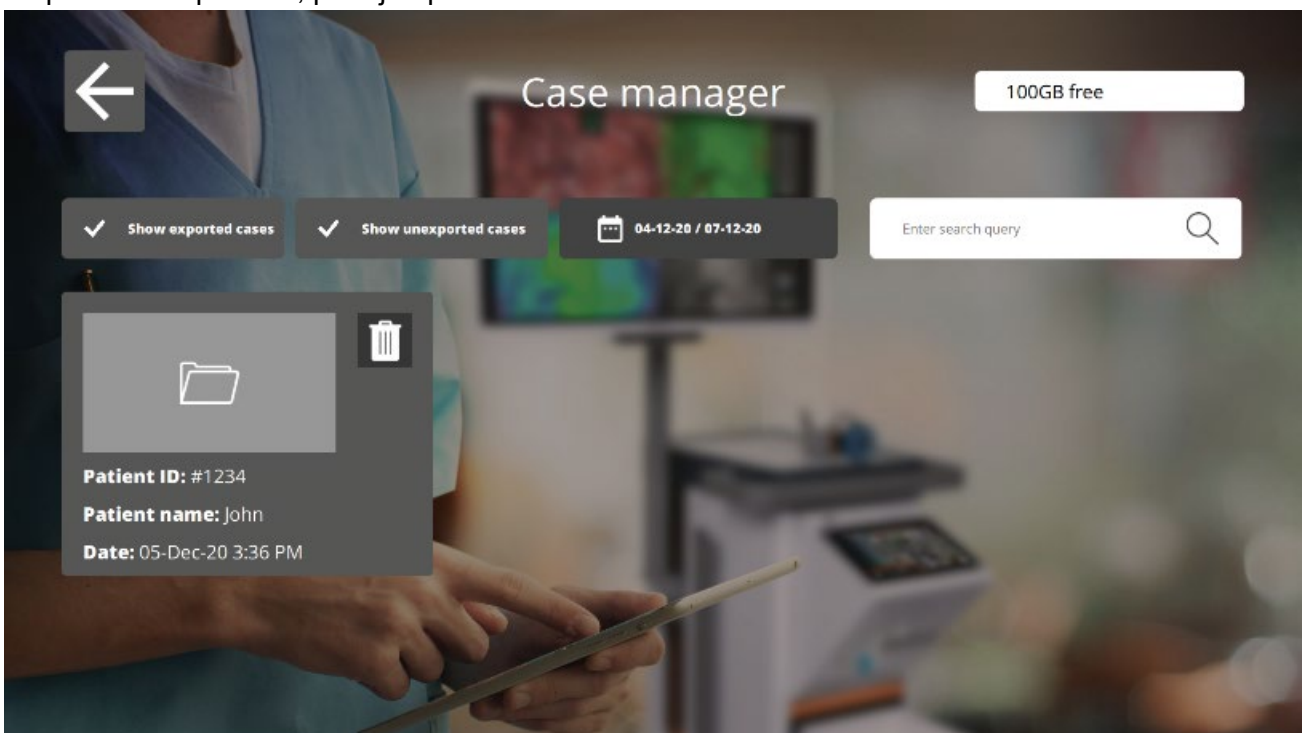 Case manager
100GB free
Show exported cases
Show unexported cases
04-12-20 / 07-12-20
Enter search query
Patient ID: #1234
Patient name: John
Date: 05-Dec-20 3:36 PM